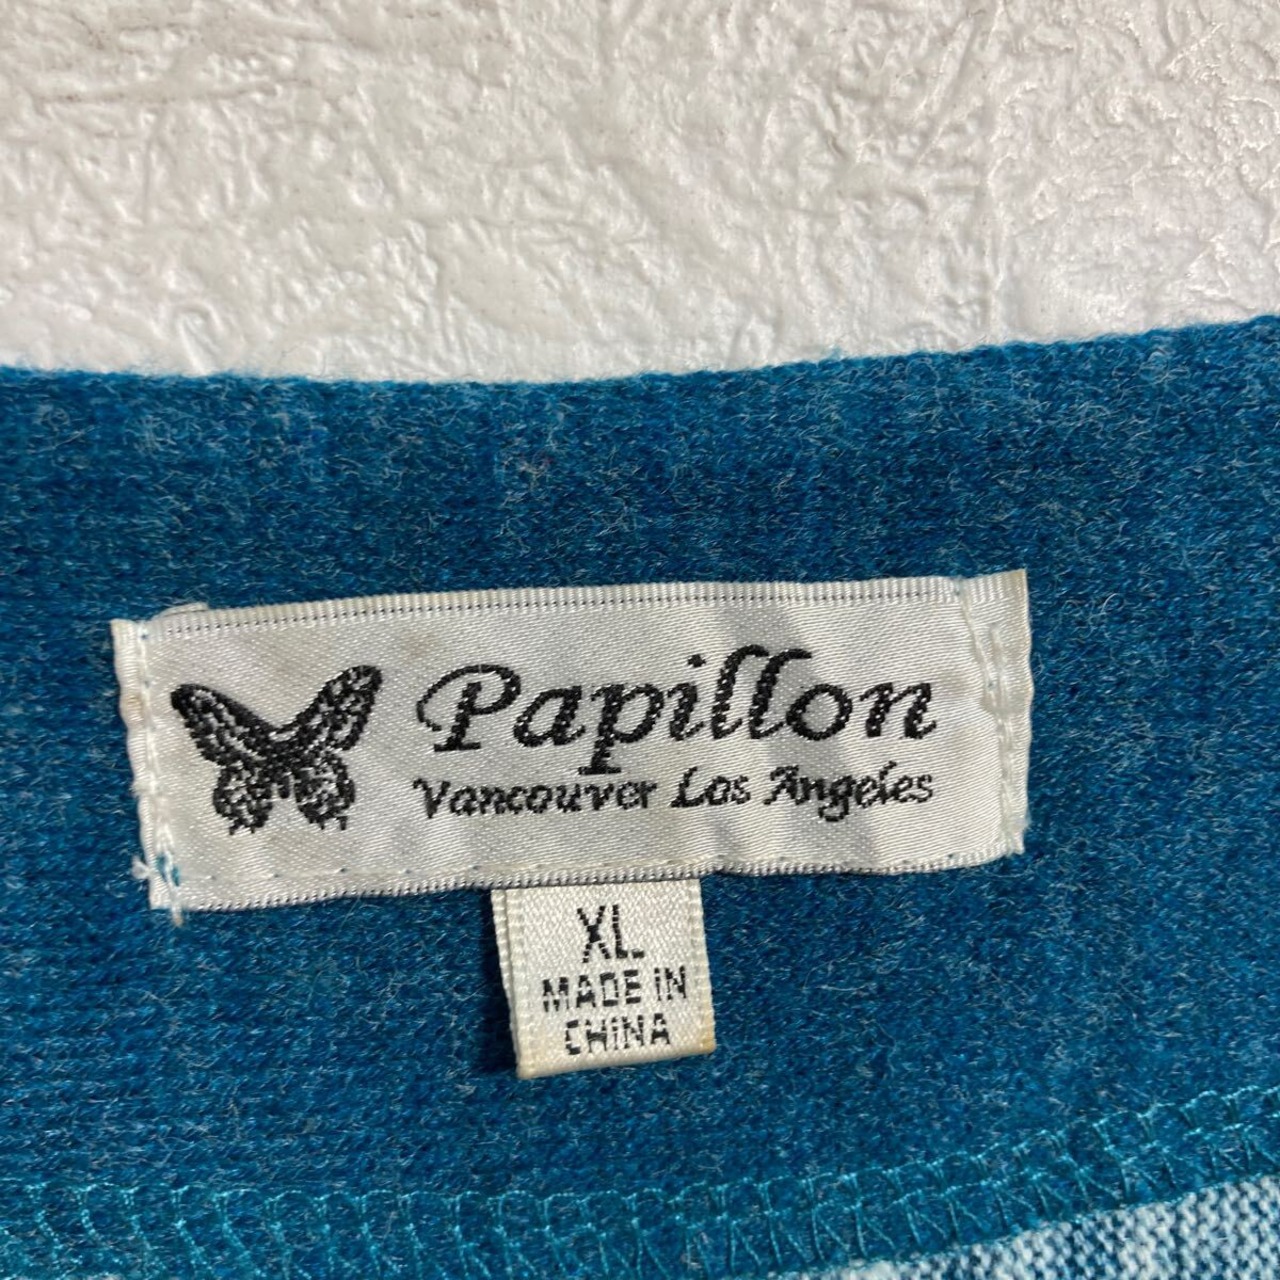 Papillon
Vancouver Los Angeles
XL
MADE IN
CHINA